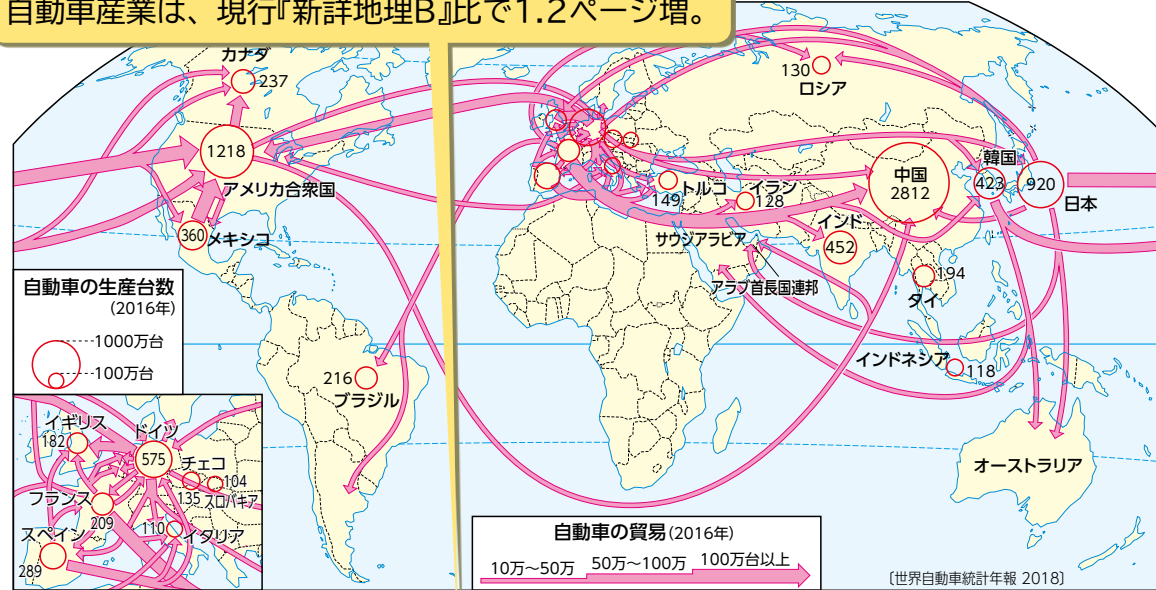 自動車産業は、現行『新詳地理B』比で1.2ページ増。
カナダ
237
1218
アメリカ合衆国
360
メキシコ
130
ロシア
トルコ
149
イラン
128
中国
2812
韓国
423
920
日本
インド
452
サウジアラビア
アラブ首長国連邦
194
タイ
インドネシア
118
オーストラリア
216
ブラジル
自動車の生産台数
(2016年)
1000万台
100万台
イギリス
182
ドイツ
575
チェコ
135
104
スロバキア
フランス
209
110
イタリア
スペイン
289
自動車の貿易(2016年)
10万～50万 50万～100万 100万台以上
〔世界自動車統計年報 2018〕